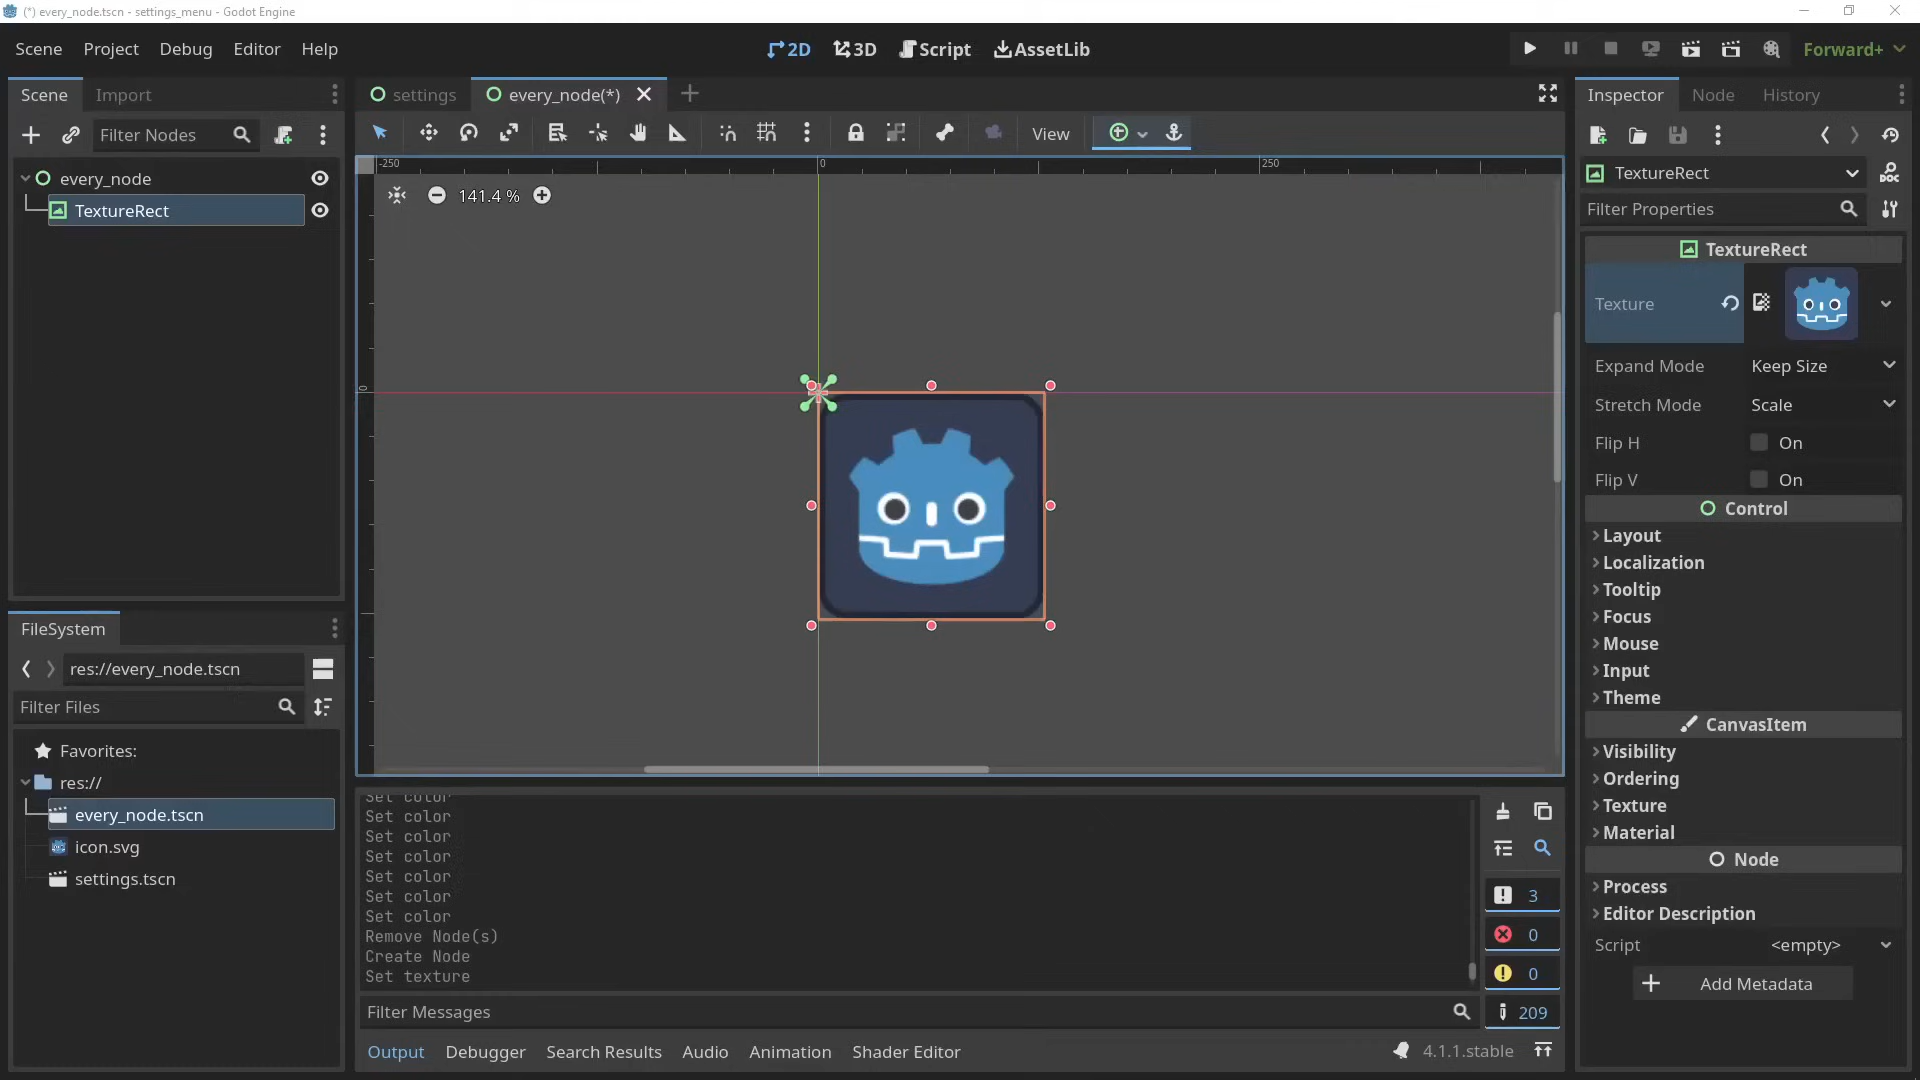 (*) every_node.tscn - settings_menu - Godot Engine
Scene Project Debug Editor Help
2D 3D Script AssetLib
Forward+
Scene Import
Filter Nodes
every_node
TextureRect
FileSystem
res://every_node.tscn
Filter Files
Favorites:
res://
every_node.tscn
icon.svg
settings.tscn
settings every_node(*)
View
-250 0 250
141.4 %
0
Set color
Set color
Set color
Set color
Set color
Set color
Set color
Remove Node(s)
Create Node
Set texture
3
0
0
209
Filter Messages
Output Debugger Search Results Audio Animation Shader Editor
4.1.1.stable
Inspector Node History
TextureRect
DOC
Filter Properties
TextureRect
Texture
Expand Mode Keep Size
Stretch Mode Scale
Flip H On
Flip V On
Control
Layout
Localization
Tooltip
Focus
Mouse
Input
Theme
CanvasItem
Visibility
Ordering
Texture
Material
Node
Process
Editor Description
Script <empty>
Add Metadata